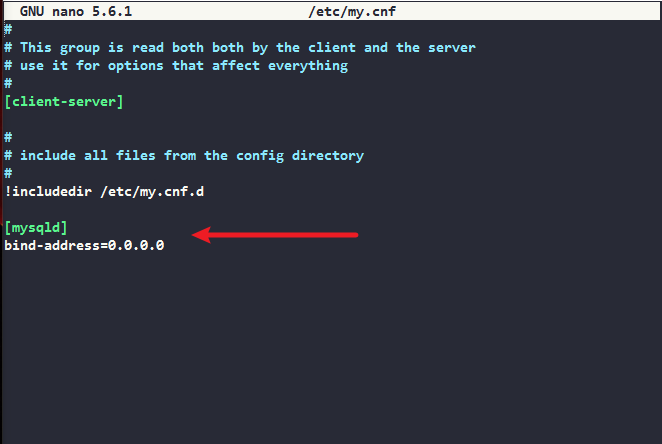 GNU nano 5.6.1 /etc/my.cnf
#
# This group is read both both by the client and the server
# use it for options that affect everything
#
[client-server]
#
# include all files from the config directory
#
!includedir /etc/my.cnf.d
[mysqld]
bind-address=0.0.0.0